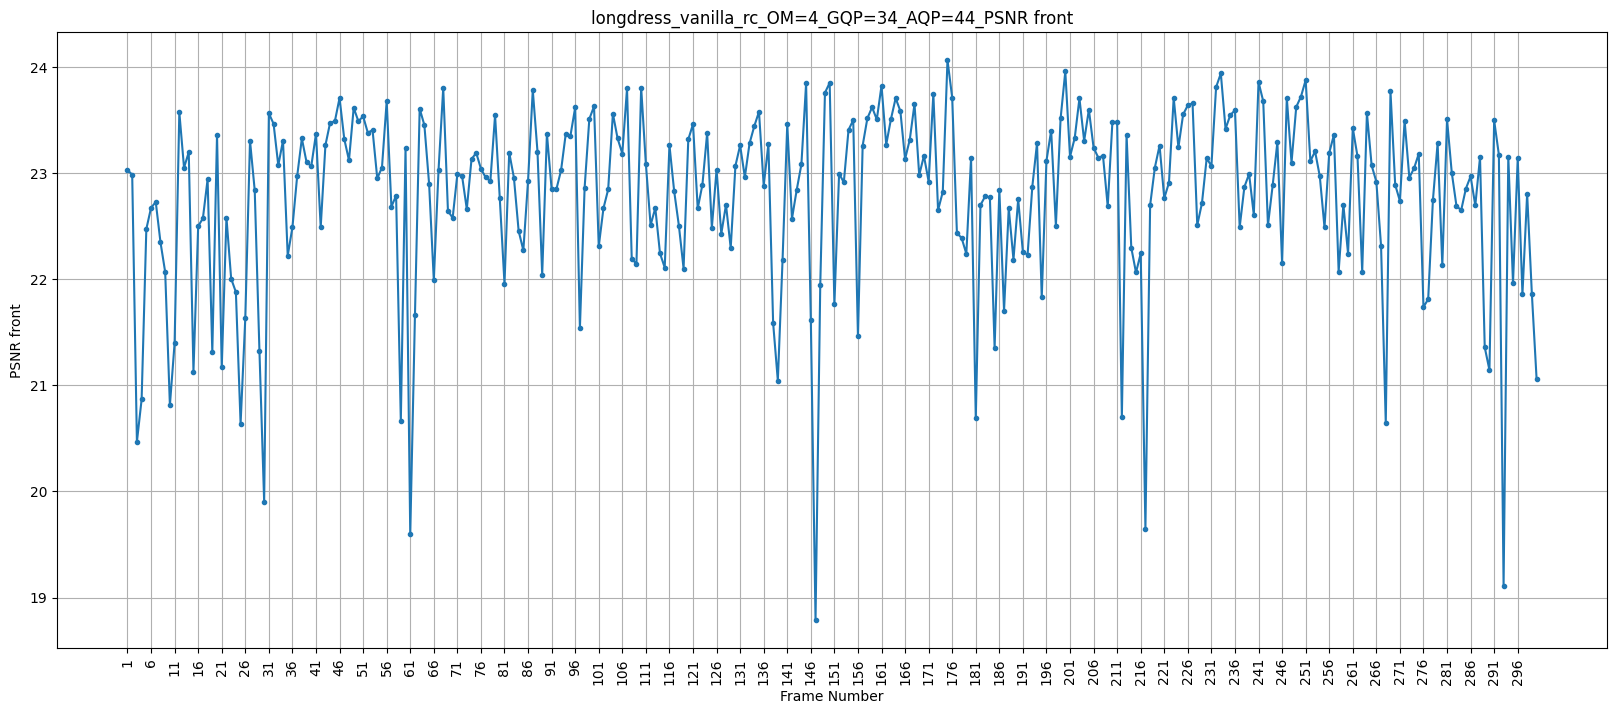 longdress_vanilla_rc_OM=4_GQP=34_AQP=44_PSNR front
24
23
22
21
20
19
PSNR front
1 6 11 16 21 26 31 36 41 46 51 56 61 66 71 76 81 86 91 96 101 106 111 116 121 126 131 136 141 146 151 156 161 166 171 176 181 186 191 196 201 206 211 216 221 226 231 236 241 246 251 256 261 266 271 276 281 286 291 296
Frame Number